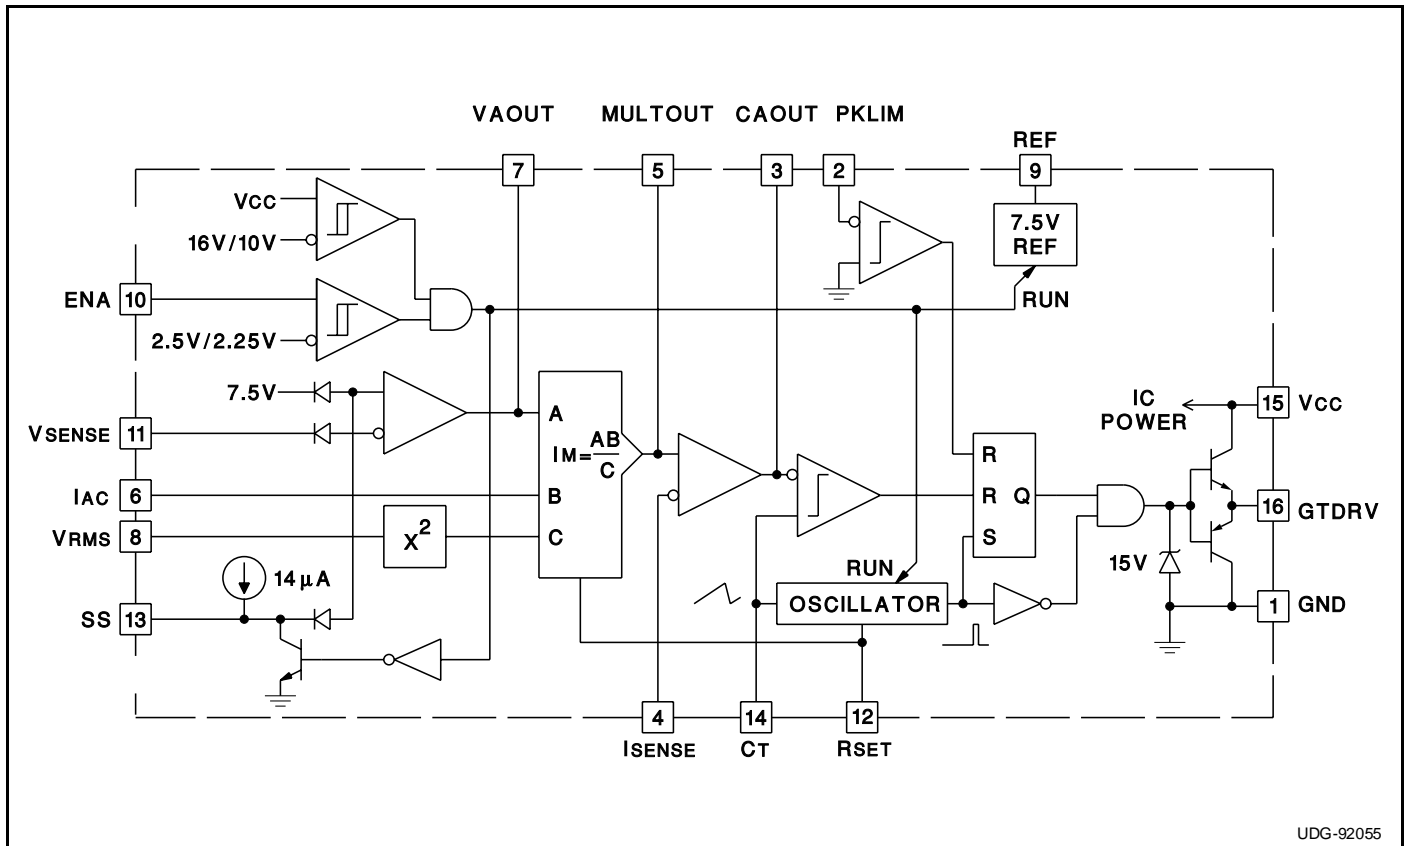 VAOUT MULTOUT CAOUT PKLIM
REF
7 5 3 2 9
VCC
16V/10V
7.5V
REF
ENA 10
RUN
2.5V/2.25V
7.5V
IC
POWER
15 VCC
VSENSE 11
A
IM=AB/C
B
C
R
R Q
S
IAC 6
VRMS 8
X²
16 GTDRV
15V
RUN
14μA
OSCILLATOR
1 GND
SS 13
4 14 12
ISENSE CT RSET
UDG-92055